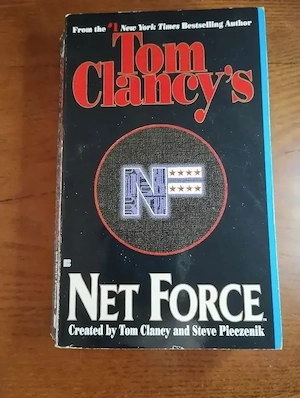 From the #1 New York Times Bestselling Author
Tom
Clancy's
NF
NET FORCE™
Created by Tom Clancy and Steve Pieczenik